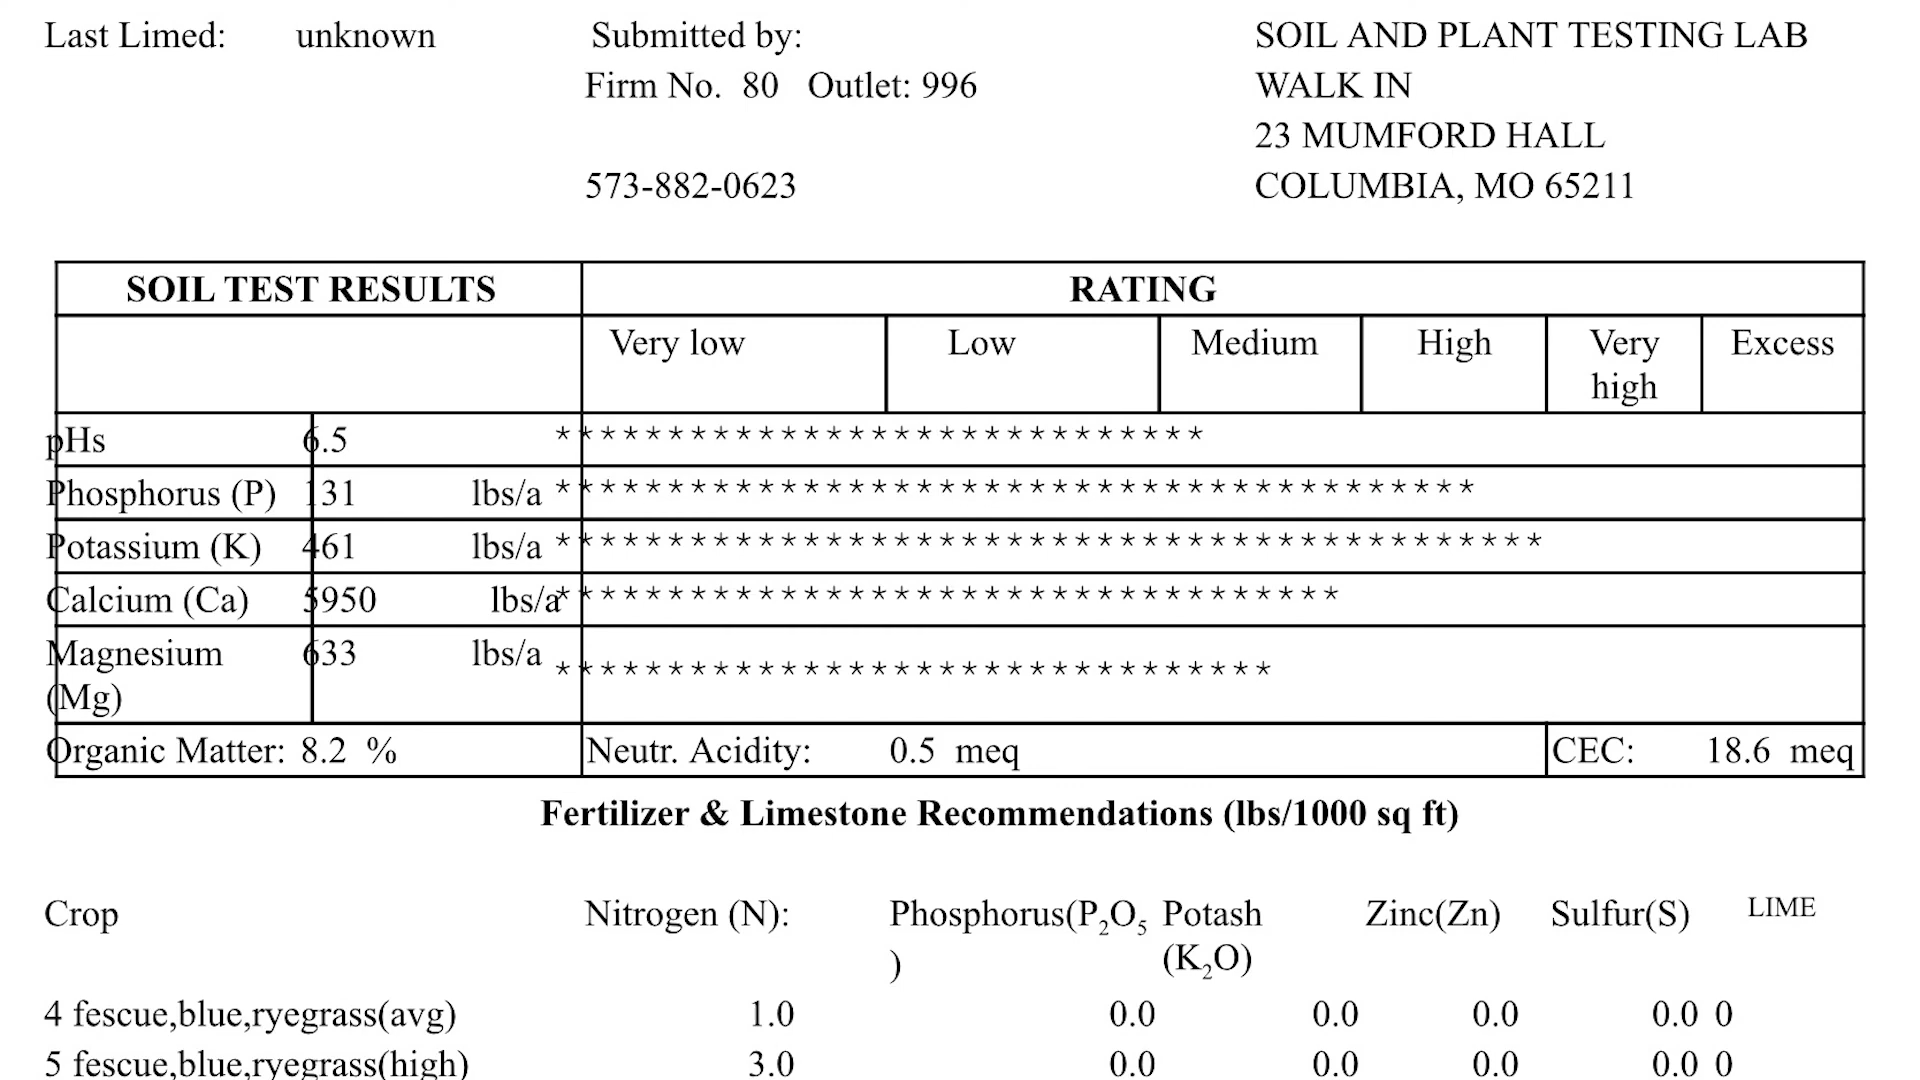 Last Limed: unknown Submitted by: SOIL AND PLANT TESTING LAB
Firm No. 80 Outlet: 996 WALK IN
23 MUMFORD HALL
573-882-0623 COLUMBIA, MO 65211
SOIL TEST RESULTS RATING
Very low Low Medium High Very high Excess
pHs 6.5 *****************************
Phosphorus (P) 131 lbs/a *****************************************
Potassium (K) 461 lbs/a ********************************************
Calcium (Ca) 5950 lbs/a ***********************************
Magnesium (Mg) 633 lbs/a ********************************
Organic Matter: 8.2 % Neutr. Acidity: 0.5 meq CEC: 18.6 meq
Fertilizer & Limestone Recommendations (lbs/1000 sq ft)
Crop Nitrogen (N): Phosphorus(P₂O₅) Potash (K₂O) Zinc(Zn) Sulfur(S) LIME
4 fescue,blue,ryegrass(avg) 1.0 0.0 0.0 0.0 0.0 0
5 fescue,blue,ryegrass(high) 3.0 0.0 0.0 0.0 0.0 0